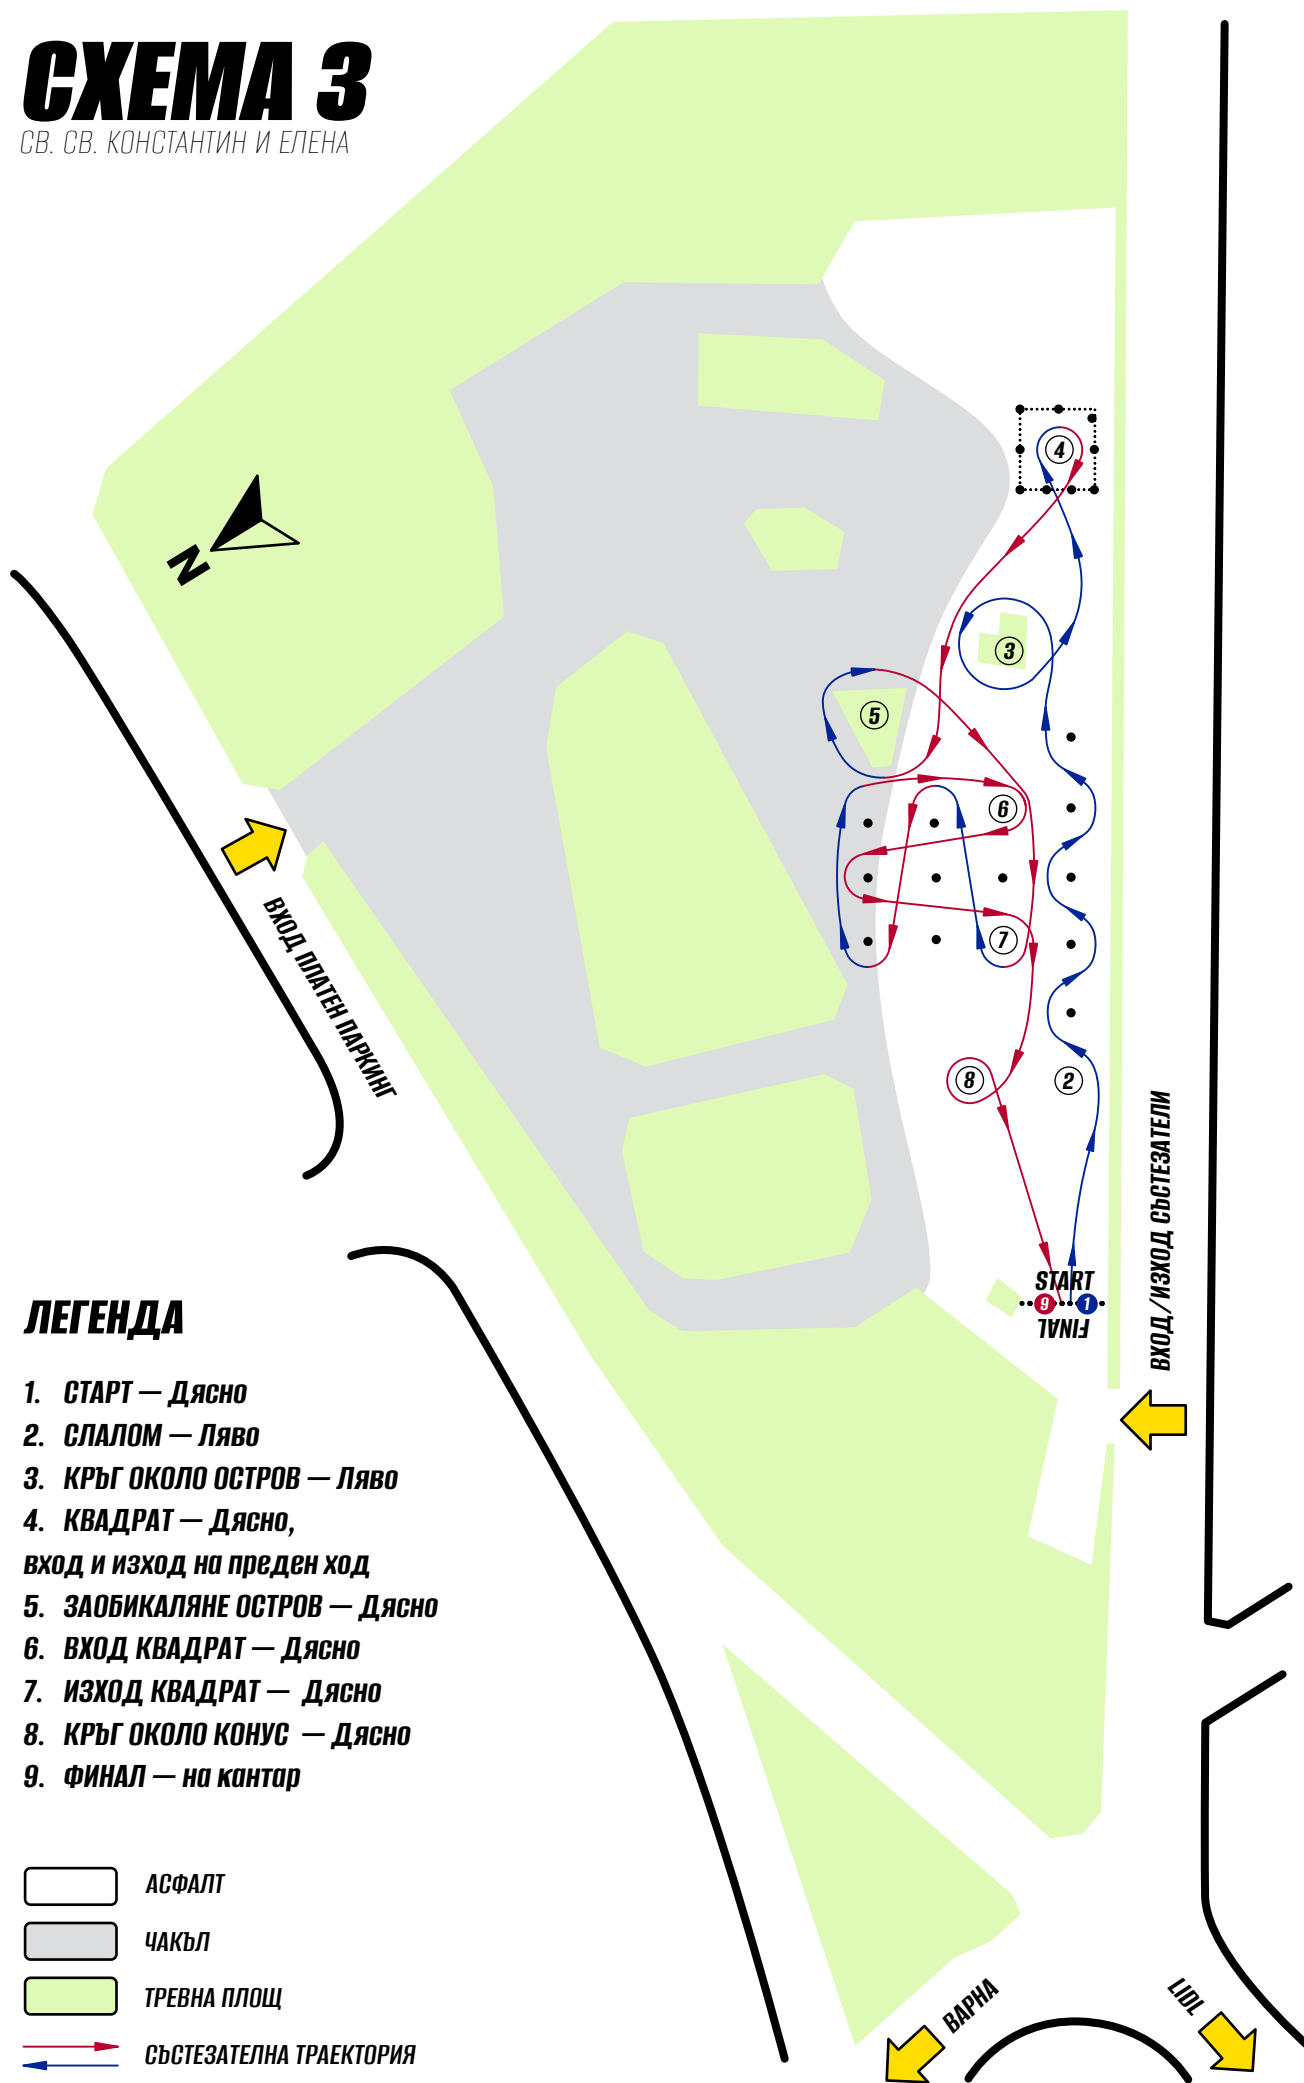 СХЕМА 3
СВ. СВ. КОНСТАНТИН И ЕЛЕНА
N
4
3
5
6
7
8
2
ВХОД ПЛАТЕН ПАРКИНГ
ВХОД/ИЗХОД СЪСТЕЗАТЕЛИ
START
9
1
FINAL
ЛЕГЕНДА
1. СТАРТ — Дясно
2. СЛАЛОМ — Ляво
3. КРЪГ ОКОЛО ОСТРОВ — Ляво
4. КВАДРАТ — Дясно,
вход и изход на преден ход
5. ЗАОБИКАЛЯНЕ ОСТРОВ — Дясно
6. ВХОД КВАДРАТ — Дясно
7. ИЗХОД КВАДРАТ — Дясно
8. КРЪГ ОКОЛО КОНУС — Дясно
9. ФИНАЛ — на кантар
АСФАЛТ
ЧАКЪЛ
ТРЕВНА ПЛОЩ
СЪСТЕЗАТЕЛНА ТРАЕКТОРИЯ
ВАРНА
LIDL